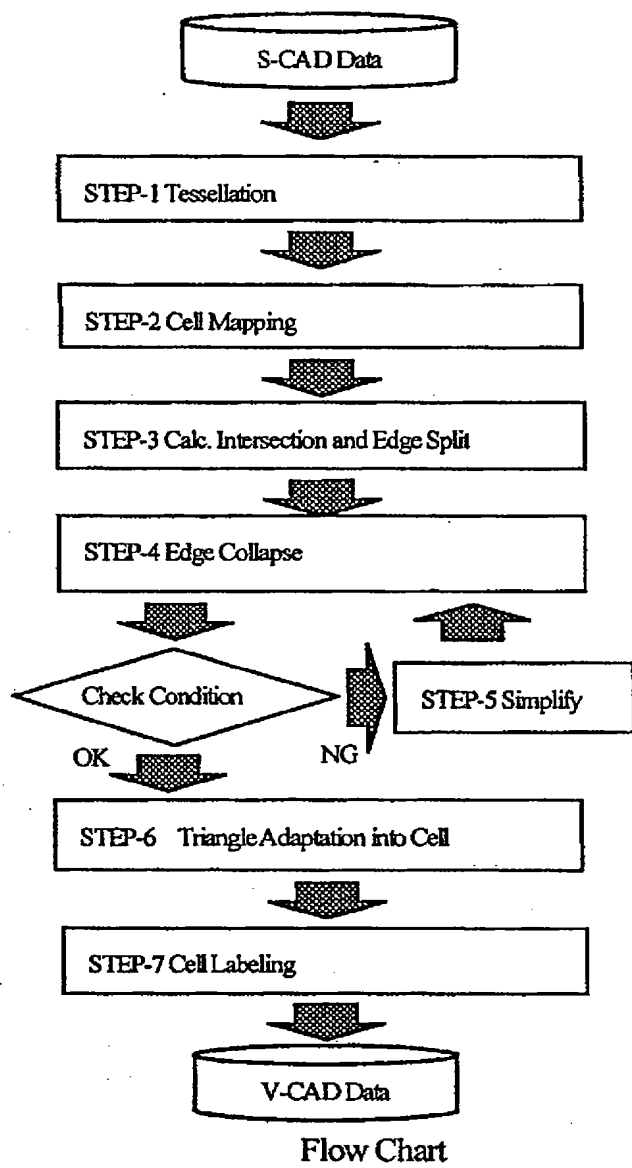 S-CAD Data
STEP-1 Tessellation
STEP-2 Cell Mapping
STEP-3 Calc. Intersection and Edge Split
STEP-4 Edge Collapse
Check Condition
STEP-5 Simplify
OK
NG
STEP-6 Triangle Adaptation into Cell
STEP-7 Cell Labeling
V-CAD Data
Flow Chart